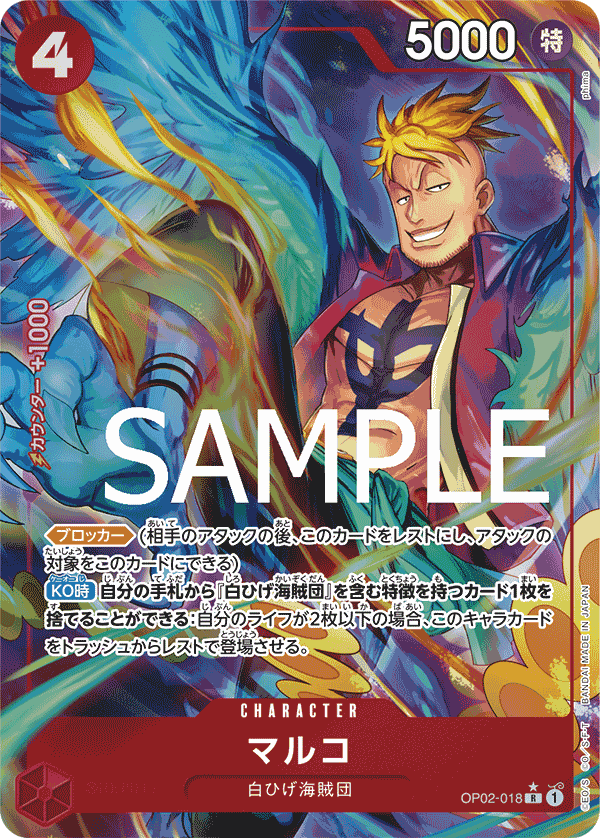 4
5000 特
phima
カウンター +1000
SAMPLE
ブロッカー (相手のアタックの後、このカードをレストにし、アタックの
対象をこのカードにできる)
KO時 自分の手札から『白ひげ海賊団』を含む特徴を持つカード1枚を
捨てることができる:自分のライフが2枚以下の場合、このキャラカード
をトラッシュからレストで登場させる。
CHARACTER
マルコ
白ひげ海賊団
OP02-018 R 1
BANDAI MADE IN JAPAN